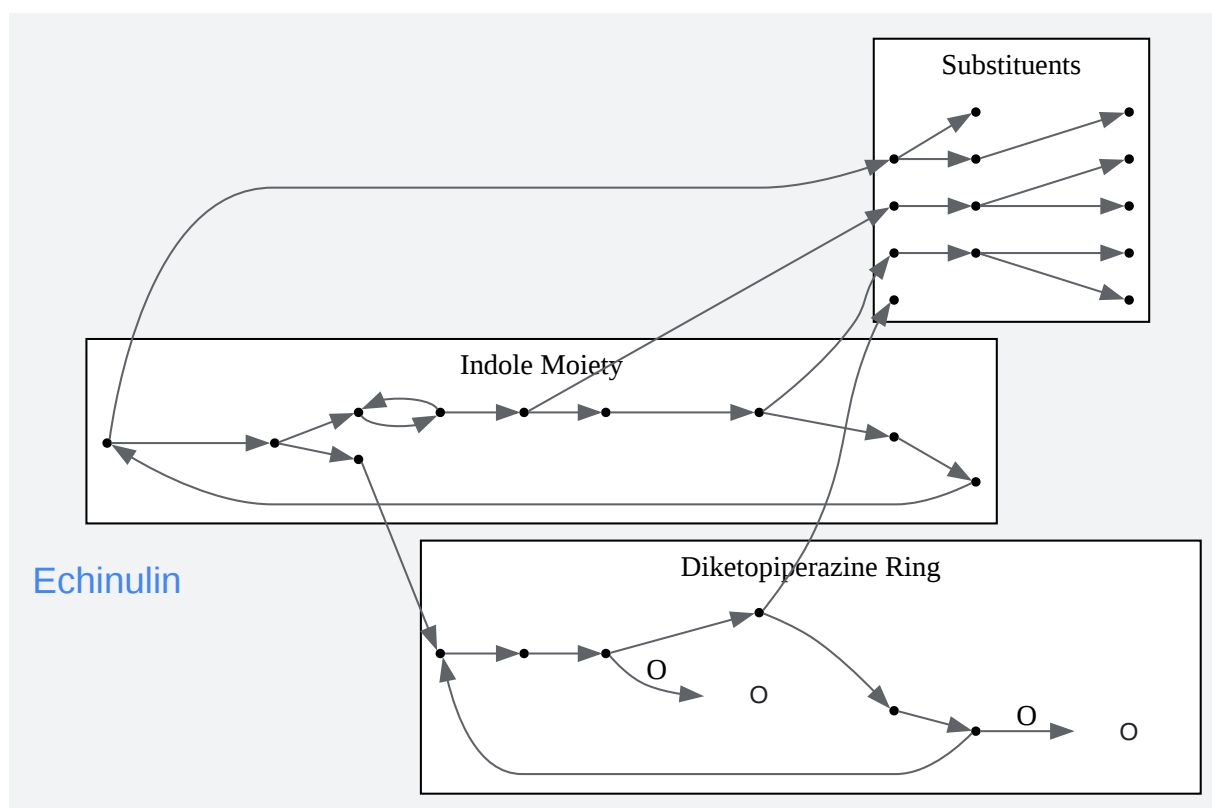 Substituents
Indole Moiety
Echinulin
Diketopiperazine Ring
O
O
O
O